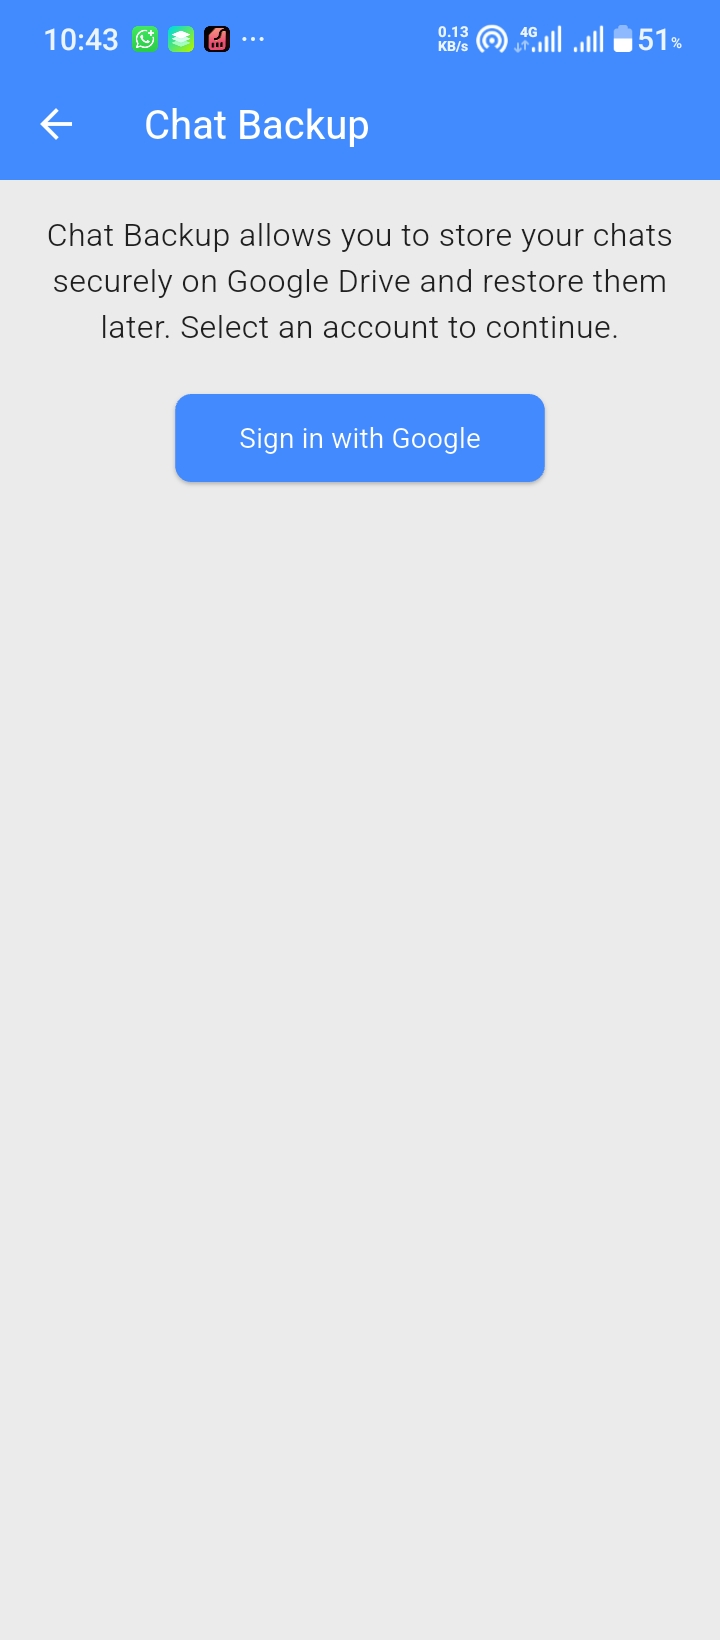 10:43
0.13
KB/s
4G
51%
Chat Backup
Chat Backup allows you to store your chats
securely on Google Drive and restore them
later. Select an account to continue.
Sign in with Google